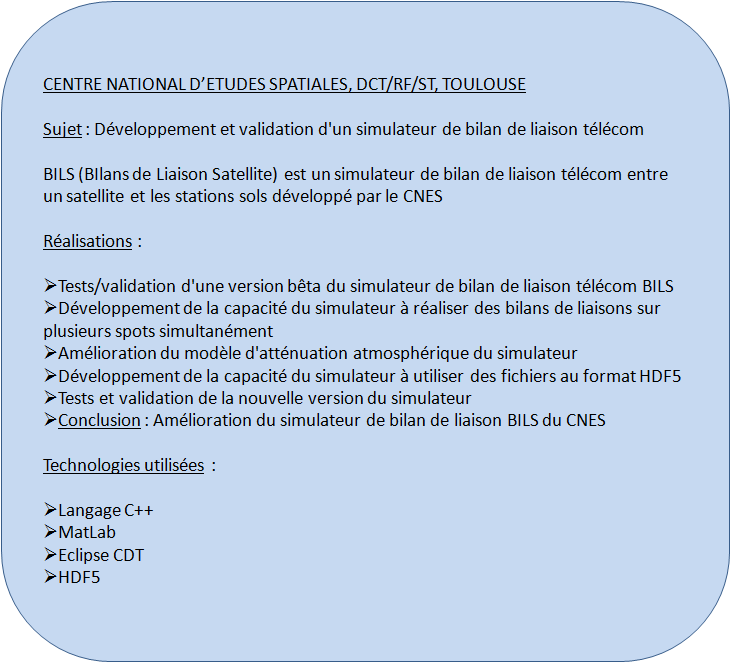 CENTRE NATIONAL D’ETUDES SPATIALES, DCT/RF/ST, TOULOUSE
Sujet : Développement et validation d'un simulateur de bilan de liaison télécom
BILS (BIlans de Liaison Satellite) est un simulateur de bilan de liaison télécom entre
un satellite et les stations sols développé par le CNES
Réalisations :
➢Tests/validation d'une version bêta du simulateur de bilan de liaison télécom BILS
➢Développement de la capacité du simulateur à réaliser des bilans de liaisons sur
plusieurs spots simultanément
➢Amélioration du modèle d'atténuation atmosphérique du simulateur
➢Développement de la capacité du simulateur à utiliser des fichiers au format HDF5
➢Tests et validation de la nouvelle version du simulateur
➢Conclusion : Amélioration du simulateur de bilan de liaison BILS du CNES
Technologies utilisées :
➢Langage C++
➢MatLab
➢Eclipse CDT
➢HDF5